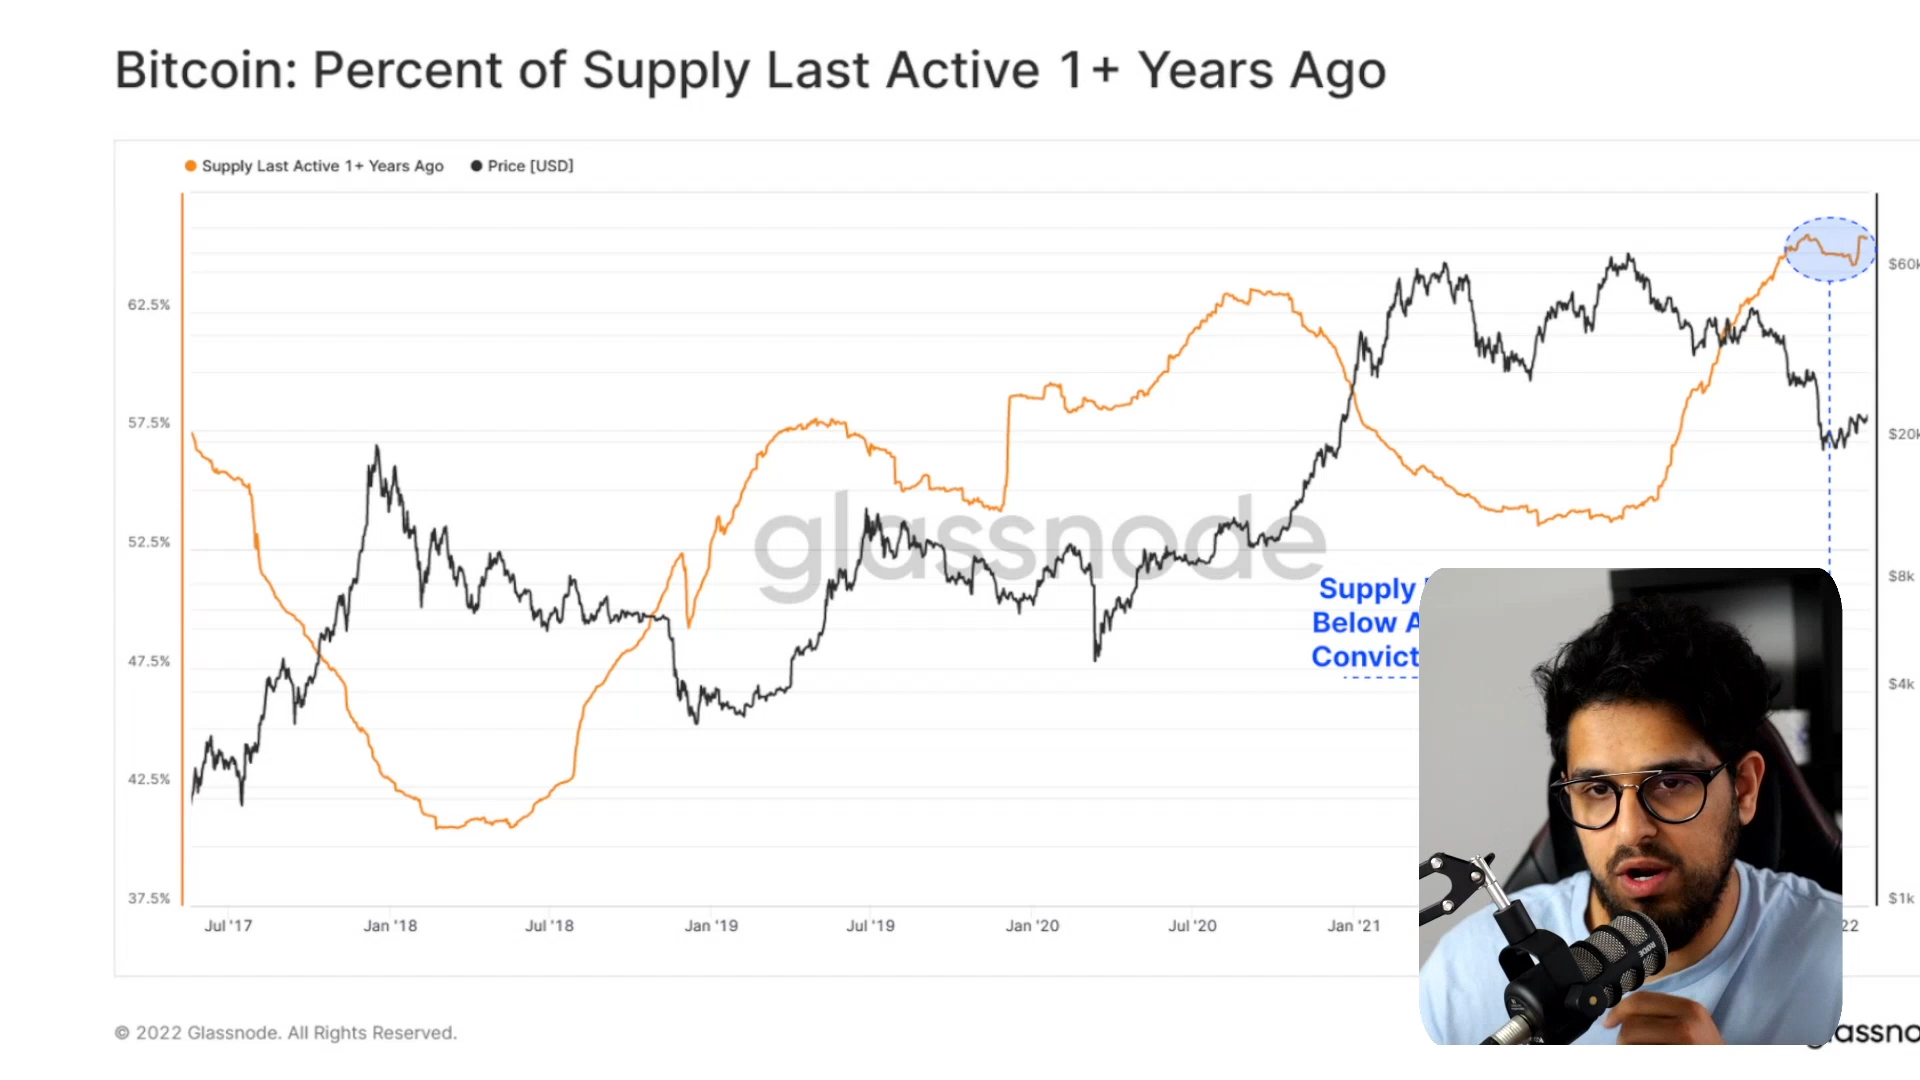 Bitcoin: Percent of Supply Last Active 1+ Years Ago
Supply Last Active 1+ Years Ago
Price [USD]
62.5%
57.5%
52.5%
47.5%
42.5%
37.5%
$60k
$20k
$8k
$4k
$1k
glassnode
Supply
Below A
Convict
Jul '17
Jan '18
Jul '18
Jan '19
Jul '19
Jan '20
Jul '20
Jan '21
22
© 2022 Glassnode. All Rights Reserved.
RODE